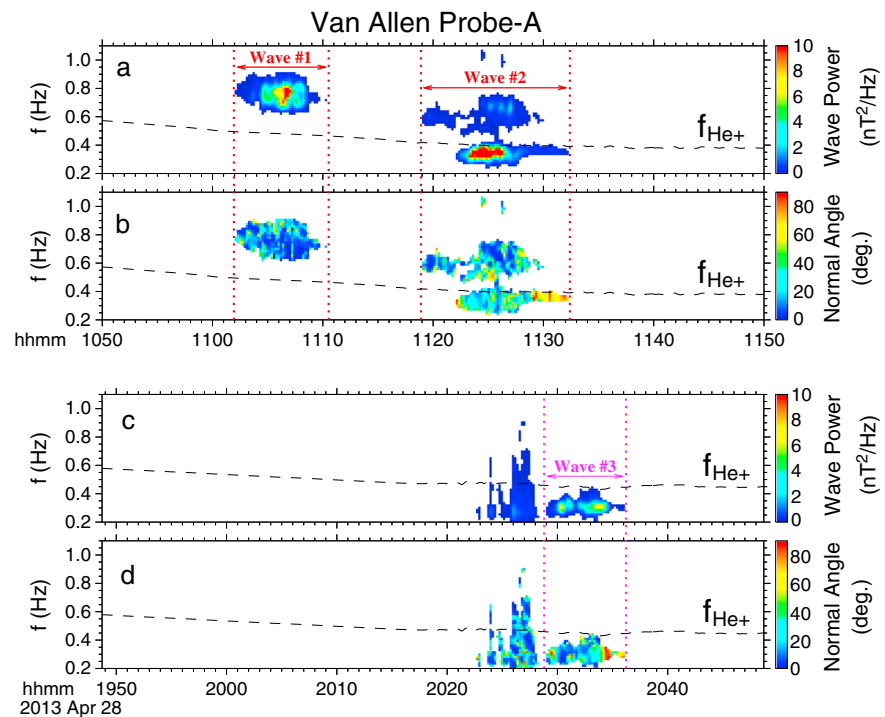 Van Allen Probe-A
a
Wave #1
Wave #2
f_He+
f (Hz)
1.0
0.8
0.6
0.4
0.2
10
8
6
4
2
0
Wave Power
(nT²/Hz)
b
f_He+
f (Hz)
1.0
0.8
0.6
0.4
0.2
80
60
40
20
0
Normal Angle
(deg.)
hhmm
1050 1100 1110 1120 1130 1140 1150
c
Wave #3
f_He+
f (Hz)
1.0
0.8
0.6
0.4
0.2
10
8
6
4
2
0
Wave Power
(nT²/Hz)
d
f_He+
f (Hz)
1.0
0.8
0.6
0.4
0.2
80
60
40
20
0
Normal Angle
(deg.)
hhmm 1950 2000 2010 2020 2030 2040
2013 Apr 28